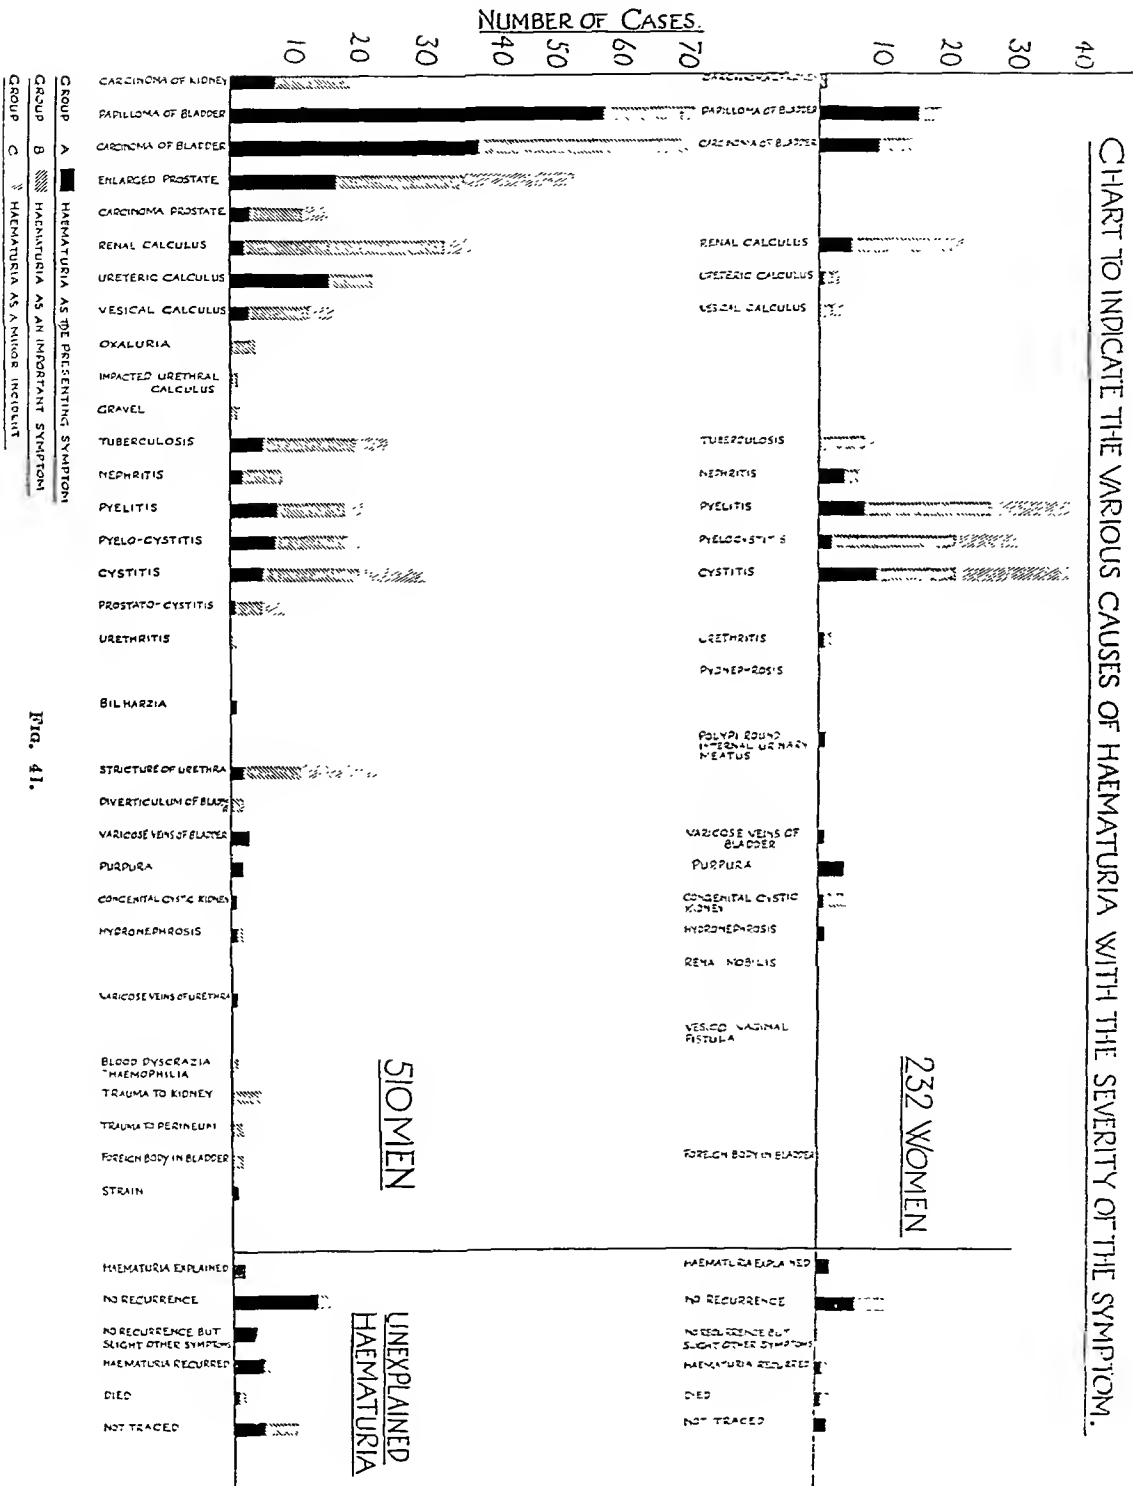 CHART TO INDICATE THE VARIOUS CAUSES OF HAEMATURIA WITH THE SEVERITY OF THE SYMPTOM.
NUMBER OF CASES.
10 20 30 40 50 60 70
10 20 30 40
CARCINOMA OF KIDNEY
PAPILLOMA OF BLADDER
CARCINOMA OF BLADDER
ENLARGED PROSTATE
CARCINOMA PROSTATE
RENAL CALCULUS
URETERIC CALCULUS
VESICAL CALCULUS
OXALURIA
IMPACTED URETHRAL
CALCULUS
GRAVEL
TUBERCULOSIS
NEPHRITIS
PYELITIS
PYELO-CYSTITIS
CYSTITIS
PROSTATO-CYSTITIS
URETHRITIS
BILHARZIA
STRICTURE OF URETHRA
DIVERTICULUM OF
VARICOSE VEINS OF BLADDER
PURPURA
CONGENITAL CYSTIC KIDNEY
HYDRONEPHROSIS
VARICOSE VEINS OF URETHRA
BLOOD DYSCRAZIA
HAEMOPHILIA
TRAUMA TO KIDNEY
TRAUMA TO PERINEUM
FOREIGN BODY IN BLADDER
STRAIN
510 MEN
HAEMATURIA EXPLAINED
NO RECURRENCE
NO RECURRENCE BUT
SLIGHT OTHER SYMPTOMS
HAEMATURIA RECURRED
DIED
NOT TRACED
UNEXPLAINED
HAEMATURIA
PAPILLOMA OF BLADDER
CARCINOMA OF BLADDER
RENAL CALCULUS
URETERIC CALCULUS
VESICAL CALCULUS
TUBERCULOSIS
NEPHRITIS
PYELITIS
PYELOCYSTITIS
CYSTITIS
URETHRITIS
PYONEPHROSIS
POLYPI ROUND
INTERNAL URINARY
MEATUS
VARICOSE VEINS OF
BLADDER
PURPURA
CONGENITAL CYSTIC
KIDNEY
HYDRONEPHROSIS
MOBILIS
VESICO VAGINAL
FISTULA
FOREIGN BODY IN BLADDER
232 WOMEN
HAEMATURIA EXPLAINED
NO RECURRENCE
NO RECURRENCE BUT
SLIGHT OTHER SYMPTOMS
HAEMATURIA RECURRED
DIED
NOT TRACED
GROUP A HAEMATURIA AS THE PRESENTING SYMPTOM
GROUP B HAEMATURIA AS AN IMPORTANT SYMPTOM
GROUP C HAEMATURIA AS A MINOR INCIDENT
FIG. 41.